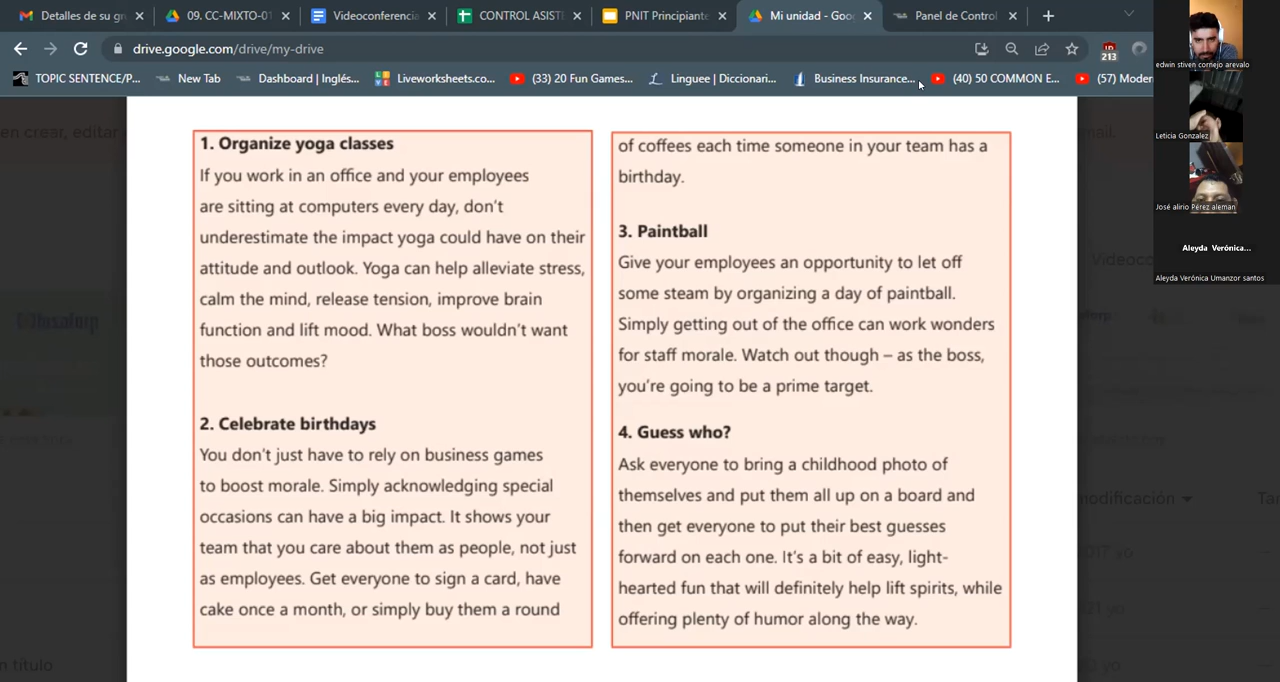 Detalles de su gr
09. CC-MIXTO-01
Videoconferencia
CONTROL ASIST
PNIT Principiante
Mi unidad - Goo
Panel de Control
drive.google.com/drive/my-drive
213
TOPIC SENTENCE/P...
New Tab
Dashboard | Inglés...
Liveworksheets.co...
(33) 20 Fun Games...
Linguee | Diccionari...
Business Insurance...
(40) 50 COMMON E...
(57) Moder
edwin stiven cornejo arevalo
Leticia Gonzalez
José alirio Pérez aleman
Aleyda Verónica...
Aleyda Verónica Umanzor santos
1. Organize yoga classes
If you work in an office and your employees
are sitting at computers every day, don't
underestimate the impact yoga could have on their
attitude and outlook. Yoga can help alleviate stress,
calm the mind, release tension, improve brain
function and lift mood. What boss wouldn't want
those outcomes?
2. Celebrate birthdays
You don't just have to rely on business games
to boost morale. Simply acknowledging special
occasions can have a big impact. It shows your
team that you care about them as people, not just
as employees. Get everyone to sign a card, have
cake once a month, or simply buy them a round
of coffees each time someone in your team has a
birthday.
3. Paintball
Give your employees an opportunity to let off
some steam by organizing a day of paintball.
Simply getting out of the office can work wonders
for staff morale. Watch out though – as the boss,
you're going to be a prime target.
4. Guess who?
Ask everyone to bring a childhood photo of
themselves and put them all up on a board and
then get everyone to put their best guesses
forward on each one. It's a bit of easy, light-
hearted fun that will definitely help lift spirits, while
offering plenty of humor along the way.
en crear, editar
Videoco
modificación
n título